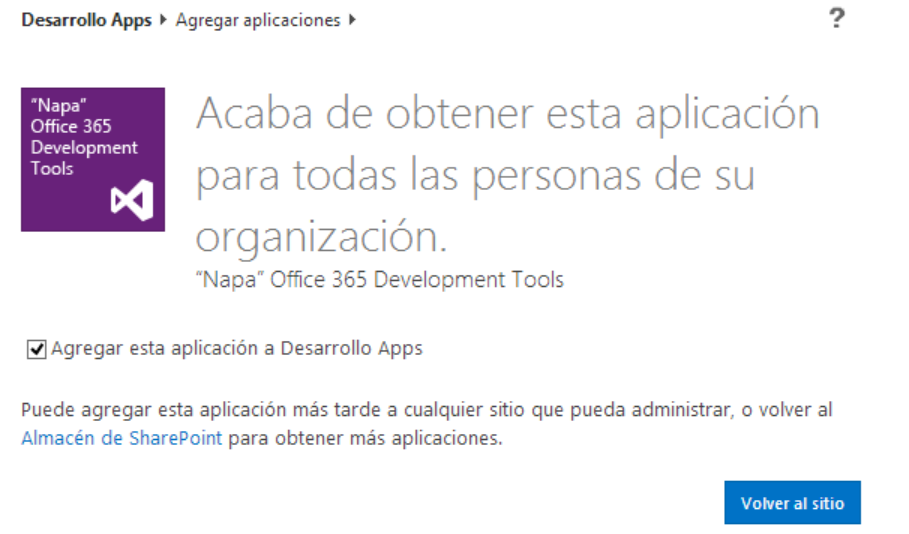 Desarrollo Apps ▸ Agregar aplicaciones ▸
?
"Napa"
Office 365
Development
Tools
Acaba de obtener esta aplicación
para todas las personas de su
organización.
"Napa" Office 365 Development Tools
Agregar esta aplicación a Desarrollo Apps
Puede agregar esta aplicación más tarde a cualquier sitio que pueda administrar, o volver al
Almacén de SharePoint para obtener más aplicaciones.
Volver al sitio